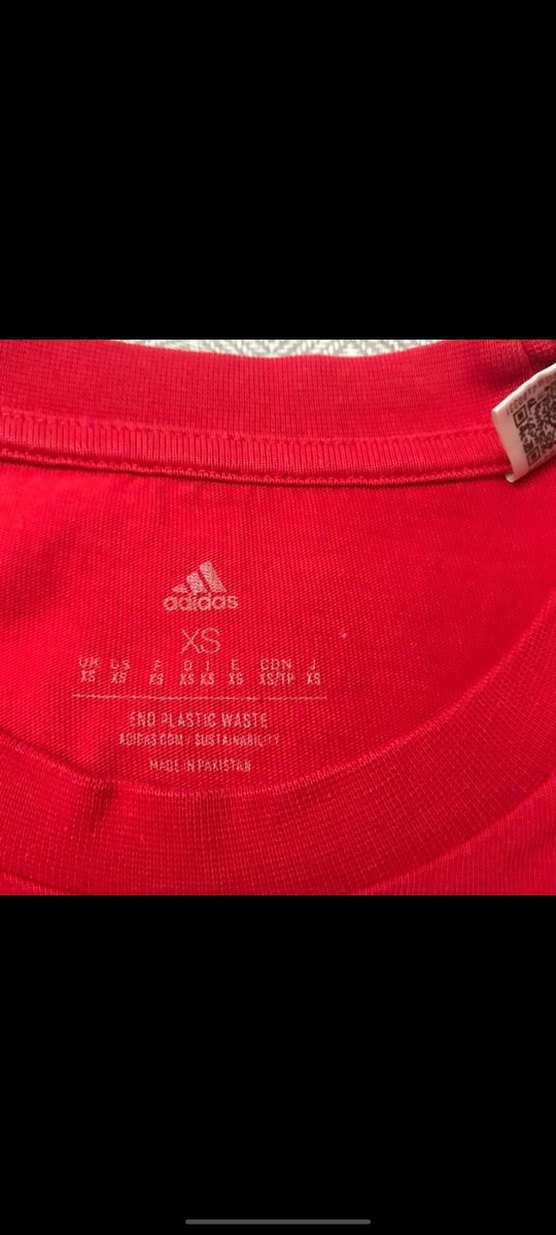 adidas
XS
UK US F D I E CDN J
XS XS XS XS XS XS XS/TP XS
END PLASTIC WASTE
ADIDAS.COM / SUSTAINABILITY
MADE IN PAKISTAN